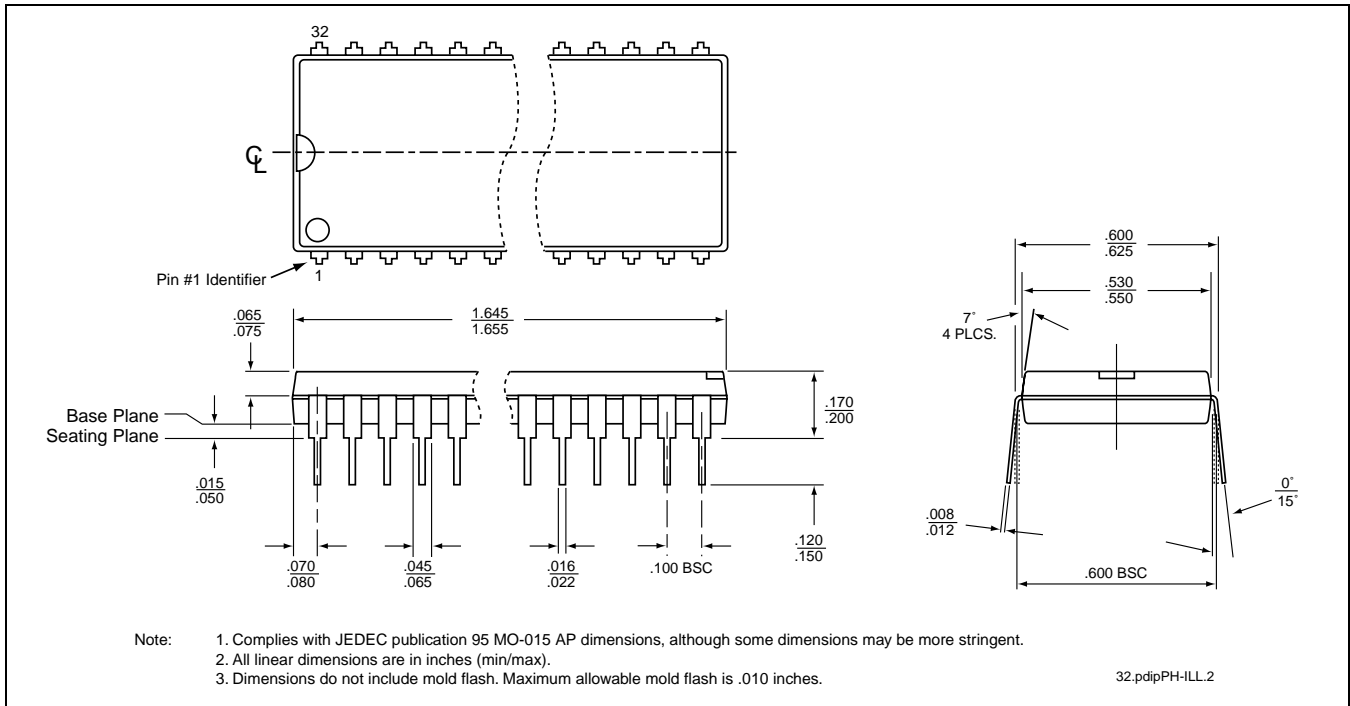 32
℄
Pin #1 Identifier
1
.600
.625
.530
.550
7°
4 PLCS.
.065
.075
1.645
1.655
Base Plane
Seating Plane
.170
.200
.015
.050
.070
.080
.045
.065
.016
.022
.100 BSC
.120
.150
.008
.012
0°
15°
.600 BSC
Note: 1. Complies with JEDEC publication 95 MO-015 AP dimensions, although some dimensions may be more stringent.
2. All linear dimensions are in inches (min/max).
3. Dimensions do not include mold flash. Maximum allowable mold flash is .010 inches.
32.pdipPH-ILL.2